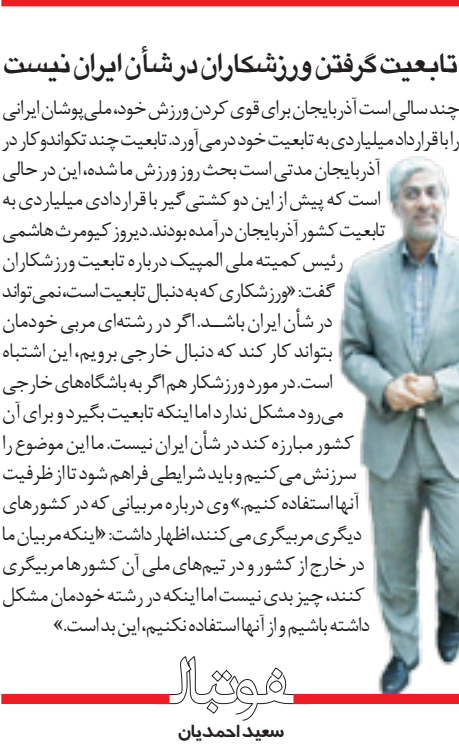 تابعیت گرفتن ورزشکاران در شأن ایران نیست
چند سالی است آذربایجان برای قوی کردن ورزش خود، ملی‌پوشان ایرانی
را با قرارداد میلیاردی به تابعیت خود درمی‌آورد. تابعیت چند تکواندوکار در
آذربایجان مدتی است بحث روز ورزش ما شده، این در حالی
است که پیش از این دو کشتی‌گیر با قراردادی میلیاردی به
تابعیت کشور آذربایجان درآمده بودند. دیروز کیومرث هاشمی
رئیس کمیته ملی المپیک درباره تابعیت ورزشکاران
گفت: «ورزشکاری که به دنبال تابعیت است، نمی‌تواند
در شأن ایران باشــد. اگر در رشته‌ای مربی خودمان
بتواند کار کند که دنبال خارجی برویم، این اشتباه
است. در مورد ورزشکار هم اگر به باشگاه‌های خارجی
می‌رود مشکل ندارد اما اینکه تابعیت بگیرد و برای آن
کشور مبارزه کند در شأن ایران نیست. ما این موضوع را
سرزنش می‌کنیم و باید شرایطی فراهم شود تا از ظرفیت
آنها استفاده کنیم.» وی درباره مربیانی که در کشورهای
دیگری مربیگری می‌کنند، اظهار داشت: «اینکه مربیان ما
در خارج از کشور و در تیم‌های ملی آن کشورها مربیگری
کنند، چیز بدی نیست اما اینکه در رشته خودمان مشکل
داشته باشیم و از آنها استفاده نکنیم، این بد است.»
فوتبال
سعید احمدیان